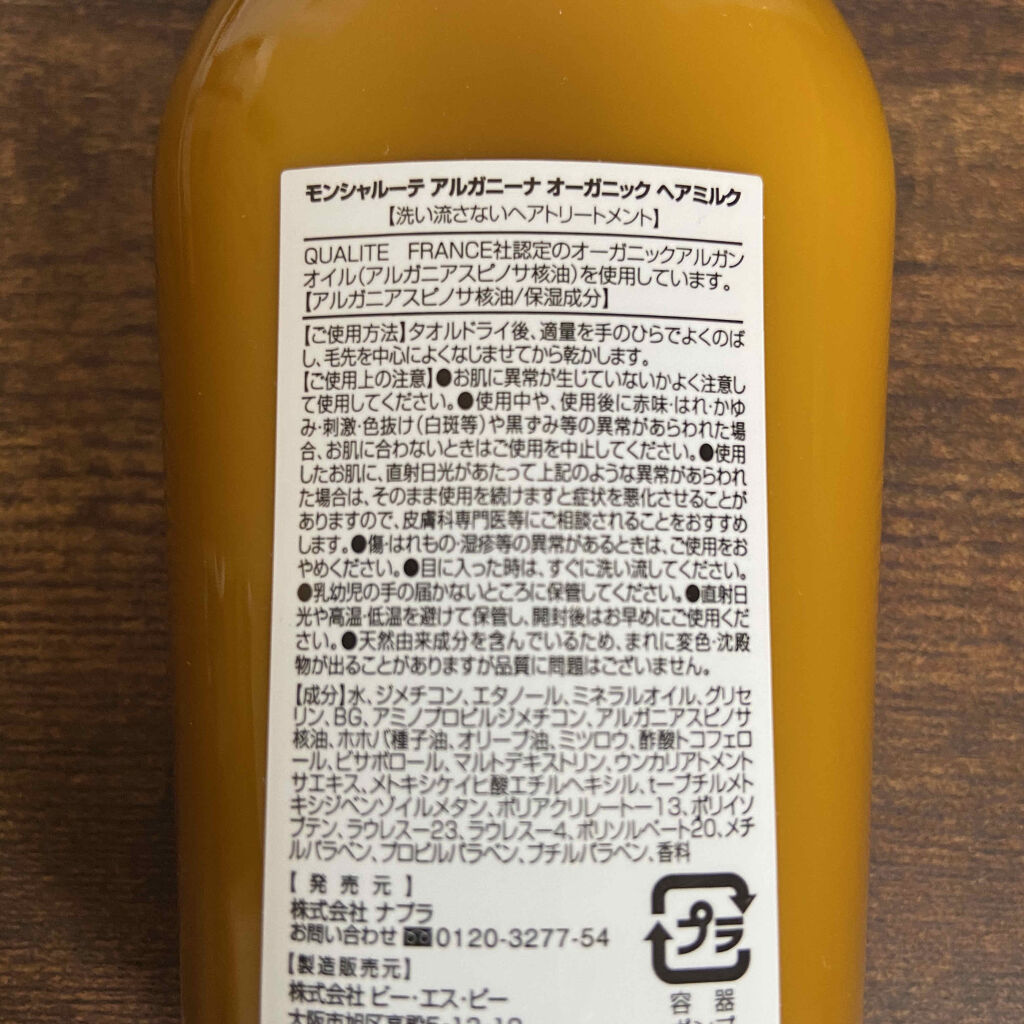 モンシャルーテ アルガニーナ オーガニック ヘアミルク
【洗い流さないヘアトリートメント】
QUALITE FRANCE社認定のオーガニックアルガン
オイル(アルガニアスピノサ核油)を使用しています。
【アルガニアスピノサ核油/保湿成分】
【ご使用方法】タオルドライ後、適量を手のひらでよくのば
し、毛先を中心によくなじませてから乾かします。
【ご使用上の注意】●お肌に異常が生じていないかよく注意し
て使用してください。●使用中や、使用後に赤味・はれ・かゆ
み・刺激・色抜け(白斑等)や黒ずみ等の異常があらわれた場
合、お肌に合わないときはご使用を中止してください。●使用
したお肌に、直射日光があたって上記のような異常があらわれ
た場合は、そのまま使用を続けますと症状を悪化させることが
ありますので、皮膚科専門医等にご相談されることをおすすめ
します。●傷・はれもの・湿疹等の異常があるときは、ご使用をお
やめください。●目に入った時は、すぐに洗い流してください。
●乳幼児の手の届かないところに保管してください。●直射日
光や高温・低温を避けて保管し、開封後はお早めにご使用くだ
さい。●天然由来成分を含んでいるため、まれに変色・沈殿
物が出ることがありますが品質に問題はございません。
【成分】水、ジメチコン、エタノール、ミネラルオイル、グリセ
リン、BG、アミノプロピルジメチコン、アルガニアスピノサ
核油、ホホバ種子油、オリーブ油、ミツロウ、酢酸トコフェロ
ール、ビサボロール、マルトデキストリン、ウンカリアトメント
サエキス、メトキシケイヒ酸エチルヘキシル、t-ブチルメト
キシジベンゾイルメタン、ポリアクリレート-13、ポリイソ
ブテン、ラウレス-23、ラウレス-4、ポリソルベート20、メチ
ルパラベン、プロピルパラベン、ブチルパラベン、香料
【発売元】
株式会社 ナプラ
お問い合わせ 0120-3277-54
【製造販売元】
株式会社 ビー・エス・ビー
大阪市旭区高殿5-12-19
プラ
容器
ポンプ